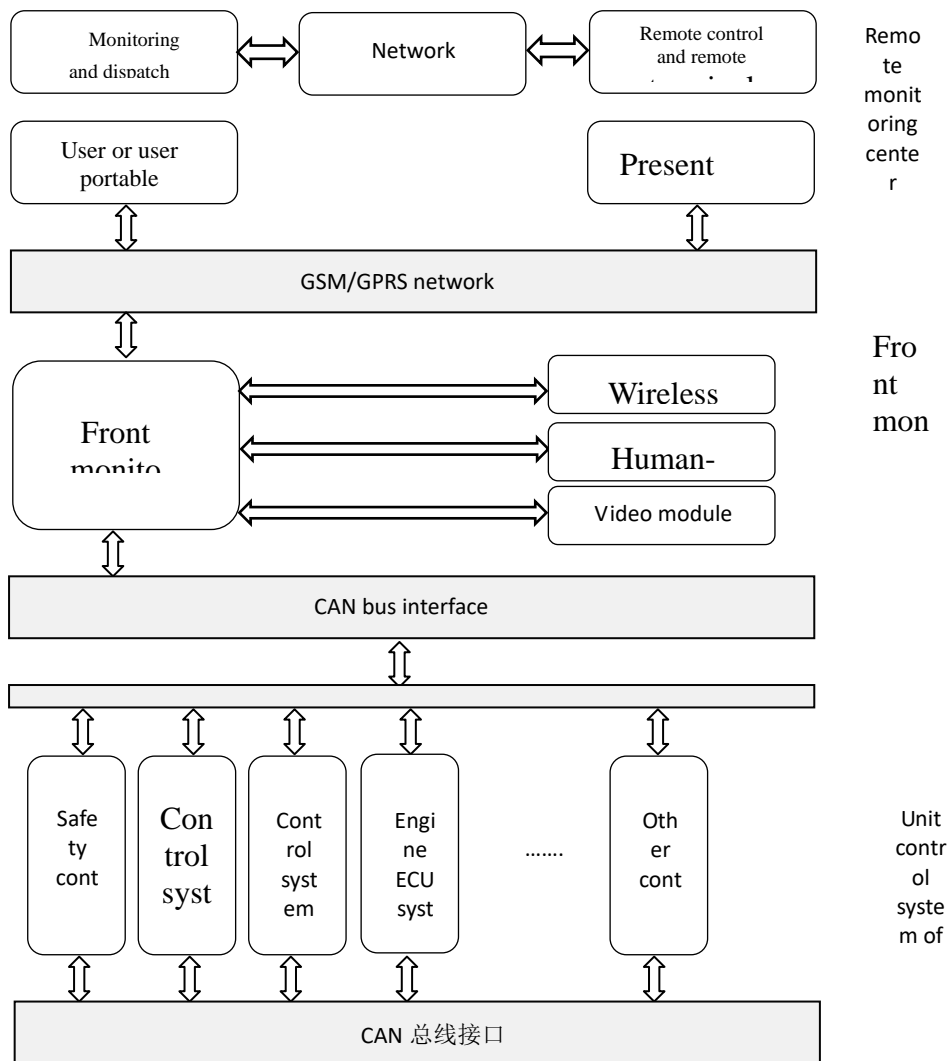 Monitoring
and dispatch
Network
Remote control
and remote
Remo
te
monit
oring
cente
r
User or user
portable
Present
GSM/GPRS network
Front
monito
Wireless
Human-
Video module
Fro
nt
mon
CAN bus interface
Safe
ty
cont
Con
trol
syst
Cont
rol
syst
em
Engi
ne
ECU
syst
…….
Oth
er
cont
Unit
contr
ol
syste
m of
CAN 总线接口